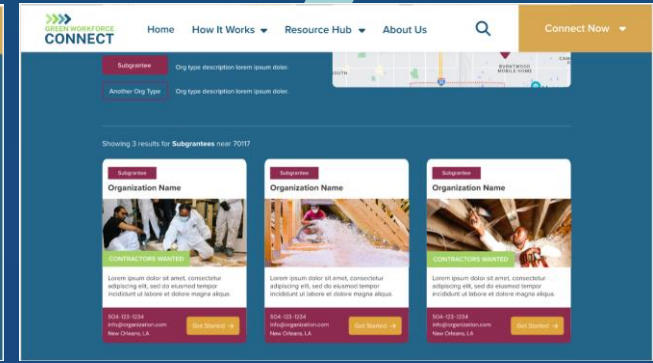 GREEN WORKFORCE
CONNECT
Home How It Works Resource Hub About Us
Connect Now
Subgrantee Org type description lorem ipsum dolor.
Another Org Type Org type description lorem ipsum dolor.
BURNTWOOD
MOBILE HOME
Showing 3 results for Subgrantees near 70117
Subgrantee
Organization Name
CONTRACTORS WANTED
Lorem ipsum dolor sit amet, consectetur
adipiscing elit, sed do eiusmod tempor
incididunt ut labore et dolore magna aliqua.
504-123-1234
info@organization.com
New Orleans, LA
Get Started →
Subgrantee
Organization Name
Lorem ipsum dolor sit amet, consectetur
adipiscing elit, sed do eiusmod tempor
incididunt ut labore et dolore magna aliqua.
504-123-1234
info@organization.com
New Orleans, LA
Get Started →
Subgrantee
Organization Name
CONTRACTORS WANTED
Lorem ipsum dolor sit amet, consectetur
adipiscing elit, sed do eiusmod tempor
incididunt ut labore et dolore magna aliqua.
504-123-1234
info@organization.com
New Orleans, LA
Get Started →